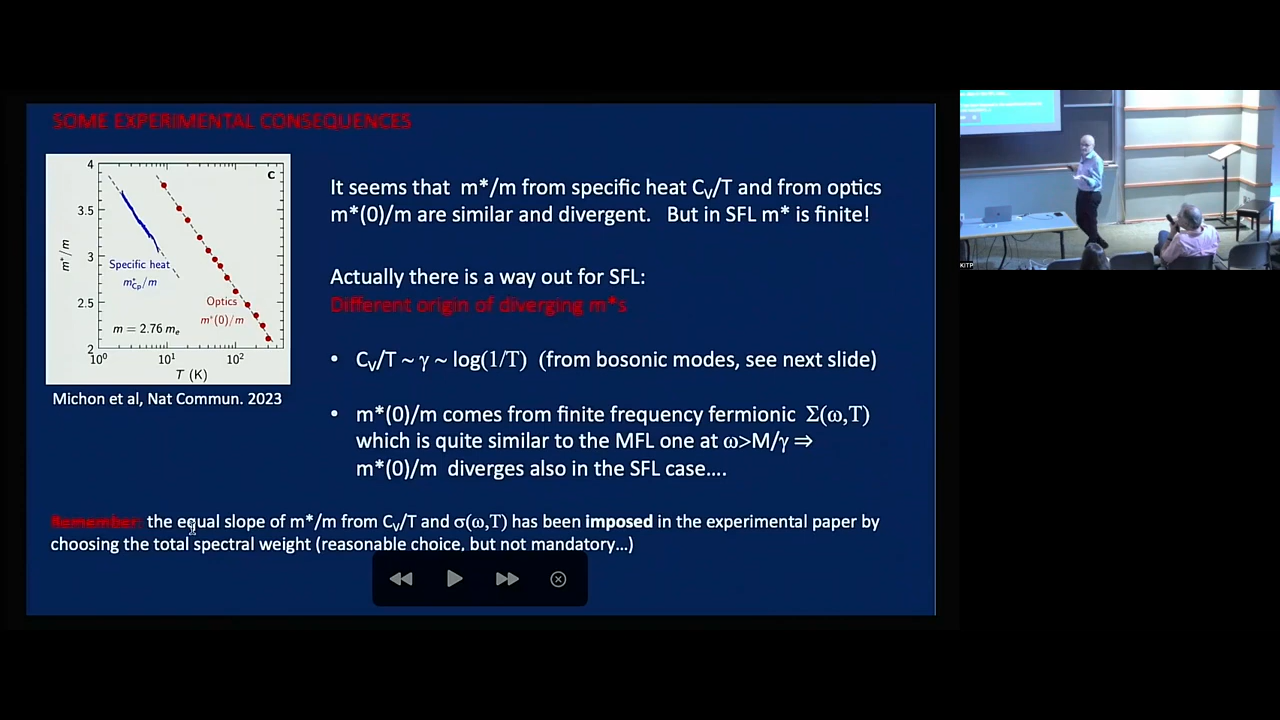 SOME EXPERIMENTAL CONSEQUENCES
4
3.5
3
2.5
2
m*/m
c
Specific heat
m*Cp/m
Optics
m*(0)/m
m = 2.76 me
10⁰
10¹
10²
T (K)
Michon et al, Nat Commun. 2023
It seems that m*/m from specific heat CV/T and from optics
m*(0)/m are similar and divergent. But in SFL m* is finite!
Actually there is a way out for SFL:
Different origin of diverging m*s
• CV/T ~ γ ~ log(1/T) (from bosonic modes, see next slide)
• m*(0)/m comes from finite frequency fermionic Σ(ω,T)
which is quite similar to the MFL one at ω>M/γ ⇒
m*(0)/m diverges also in the SFL case....
Remember: the equal slope of m*/m from CV/T and σ(ω,T) has been imposed in the experimental paper by
choosing the total spectral weight (reasonable choice, but not mandatory...)
KITP